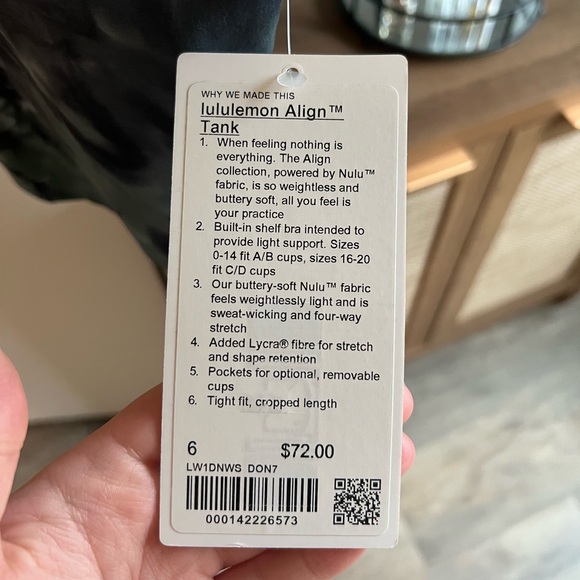 WHY WE MADE THIS
lululemon Align™
Tank
1. When feeling nothing is
everything. The Align
collection, powered by Nulu™
fabric, is so weightless and
buttery soft, all you feel is
your practice
2. Built-in shelf bra intended to
provide light support. Sizes
0-14 fit A/B cups, sizes 16-20
fit C/D cups
3. Our buttery-soft Nulu™ fabric
feels weightlessly light and is
sweat-wicking and four-way
stretch
4. Added Lycra® fibre for stretch
and shape retention
5. Pockets for optional, removable
cups
6. Tight fit, cropped length
6 $72.00
LW1DNWS DON7
000142226573